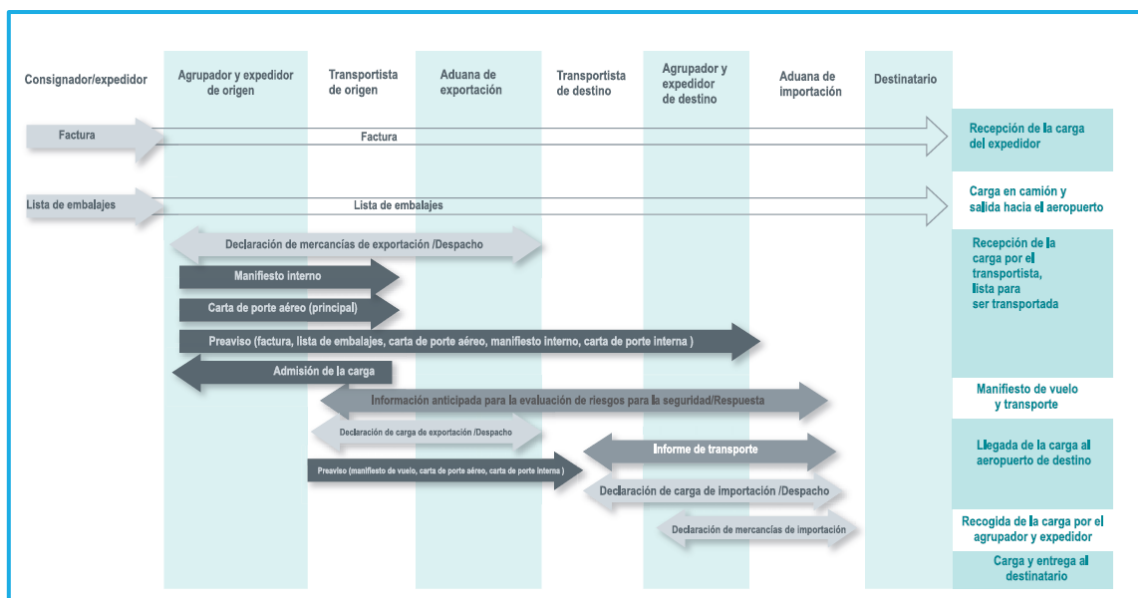 Consignador/expedidor
Agrupador y expedidor
de origen
Transportista
de origen
Aduana de
exportación
Transportista
de destino
Agrupador y
expedidor
de destino
Aduana de
importación
Destinatario
Factura
Factura
Recepción de la carga
del expedidor
Lista de embalajes
Lista de embalajes
Carga en camión y
salida hacia el aeropuerto
Declaración de mercancías de exportación /Despacho
Recepción de la
carga por el
transportista,
lista para
ser transportada
Manifiesto interno
Carta de porte aéreo (principal)
Preaviso (factura, lista de embalajes, carta de porte aéreo, manifiesto interno, carta de porte interna )
Admisión de la carga
Información anticipada para la evaluación de riesgos para la seguridad/Respuesta
Manifiesto de vuelo
y transporte
Declaración de carga de exportación /Despacho
Informe de transporte
Llegada de la carga al
aeropuerto de destino
Preaviso (manifiesto de vuelo, carta de porte aéreo, carta de porte interna )
Declaración de carga de importación /Despacho
Declaración de mercancías de importación
Recogida de la carga por el
agrupador y expedidor
Carga y entrega al
destinatario